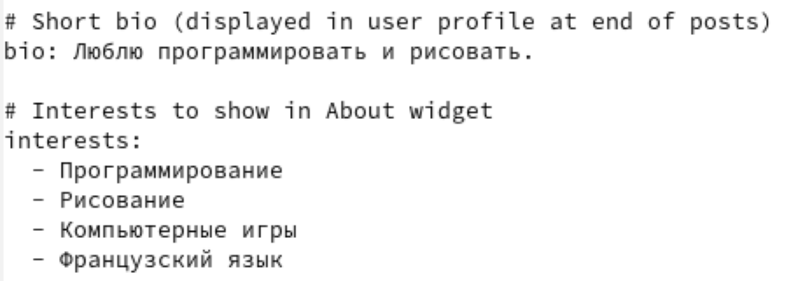 # Short bio (displayed in user profile at end of posts)
bio: Люблю программировать и рисовать.
# Interests to show in About widget
interests:
- Программирование
- Рисование
- Компьютерные игры
- Французский язык